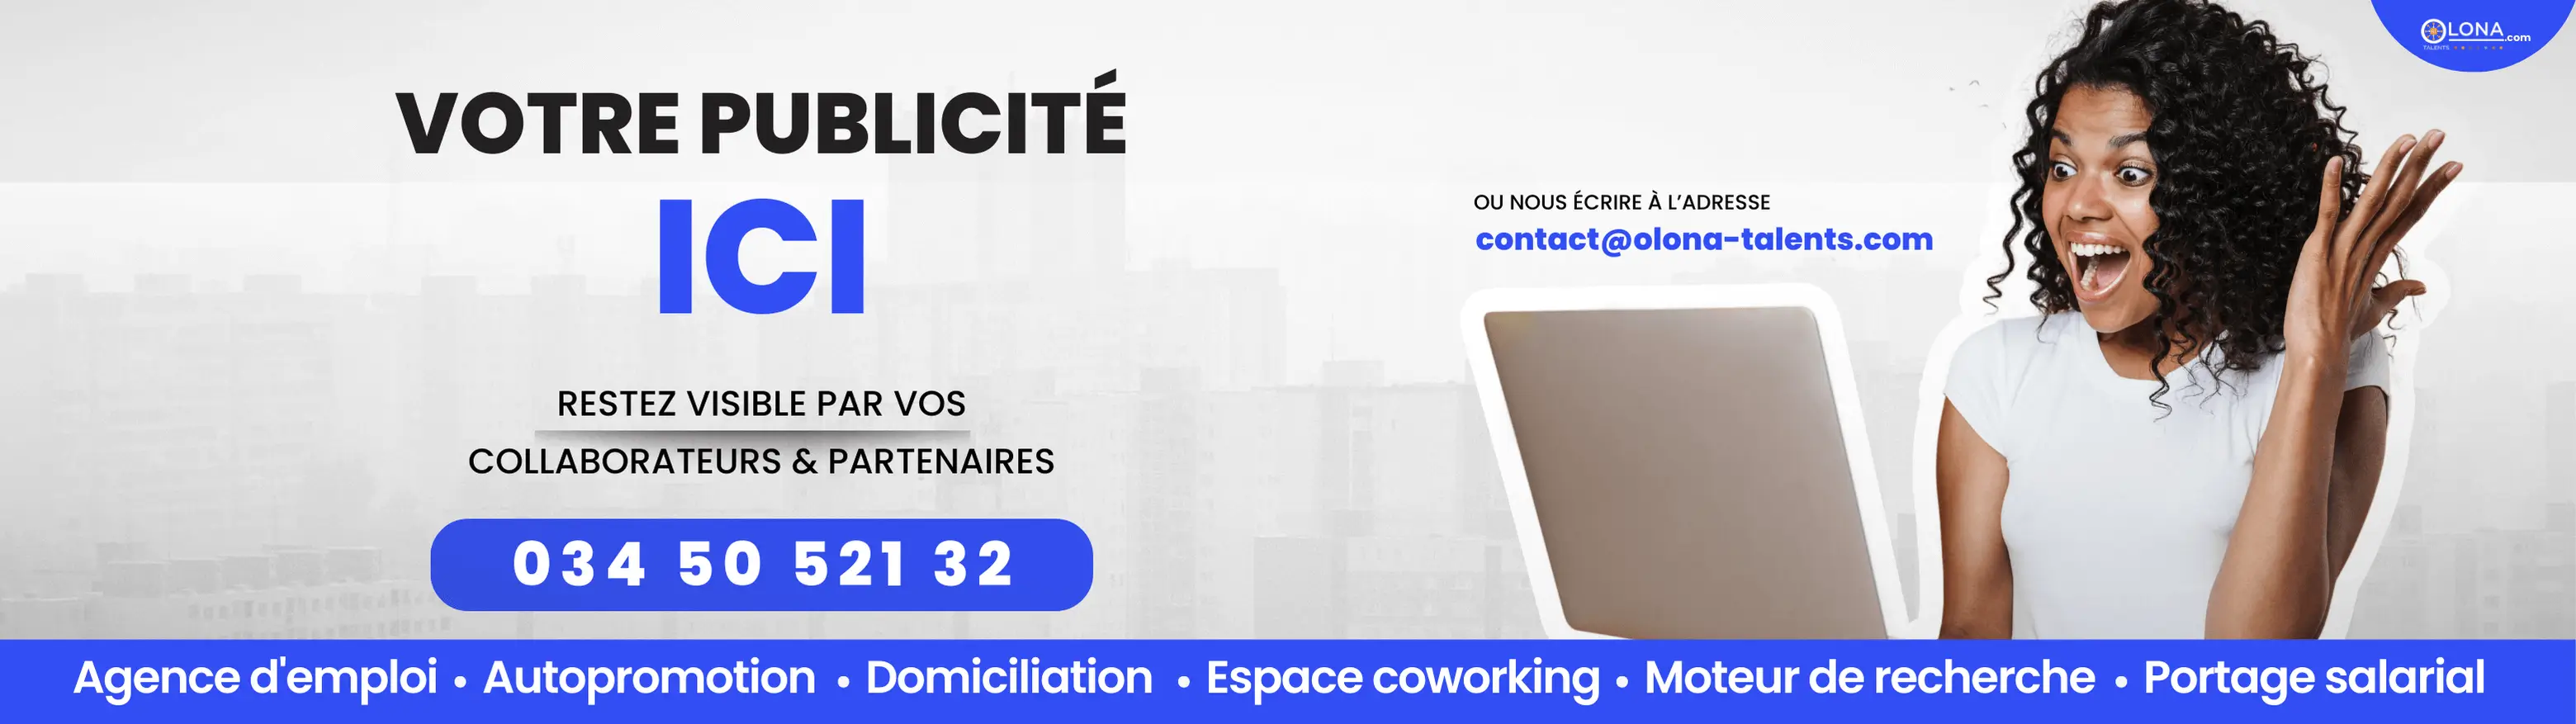 VOTRE PUBLICITÉ
ICI
RESTEZ VISIBLE PAR VOS
COLLABORATEURS & PARTENAIRES
034 50 521 32
OU NOUS ÉCRIRE À L'ADRESSE
contact@olona-talents.com
OLONA.com
TALENTS
Agence d'emploi • Autopromotion • Domiciliation • Espace coworking • Moteur de recherche • Portage salarial